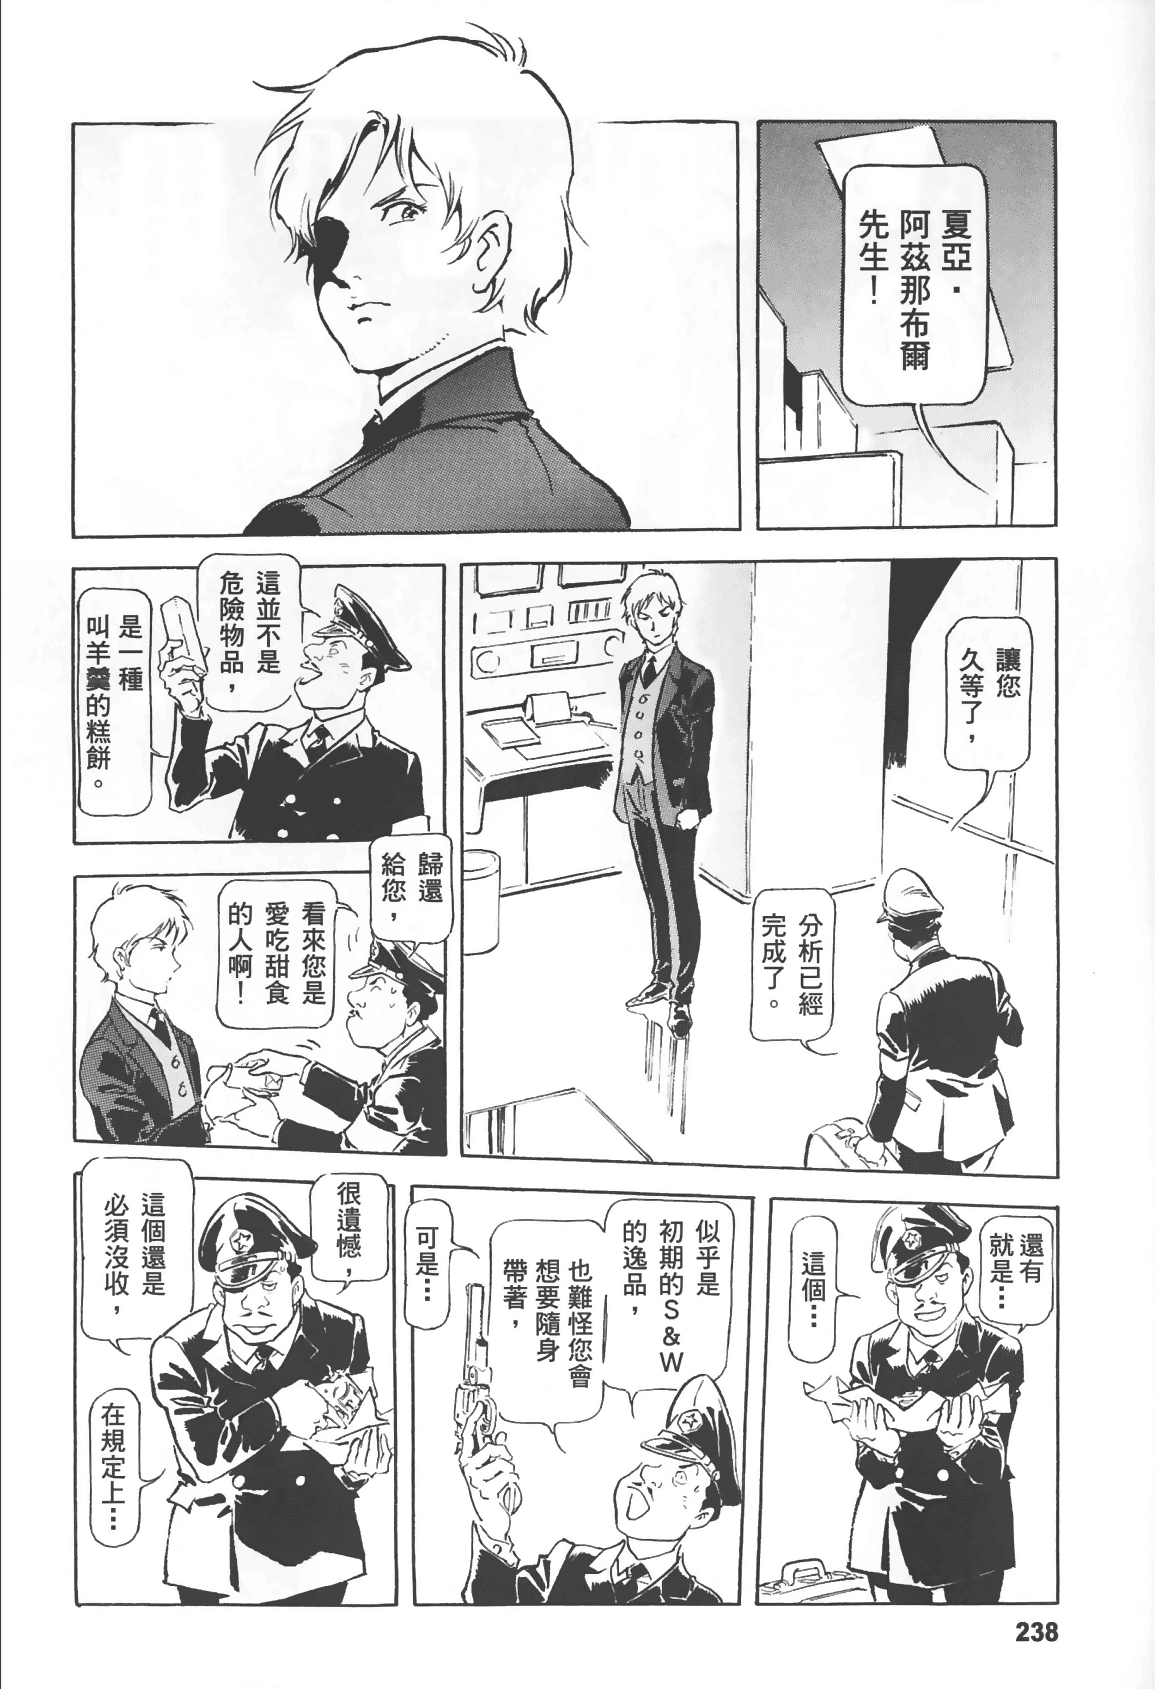 夏亞·
阿茲那布爾
先生！
讓您
久等了，
分析已經
完成了。
這並不是
危險物品，
是一種
叫羊羹的糕餅。
歸還
給您，
看來您是
愛吃甜食
的人啊！
還有
就是…
這個…
似乎是
初期的S&W
的逸品，
也難怪您會
想要隨身
帶著，
可是…
很遺憾，
這個還是
必須沒收，
在規定上…
238